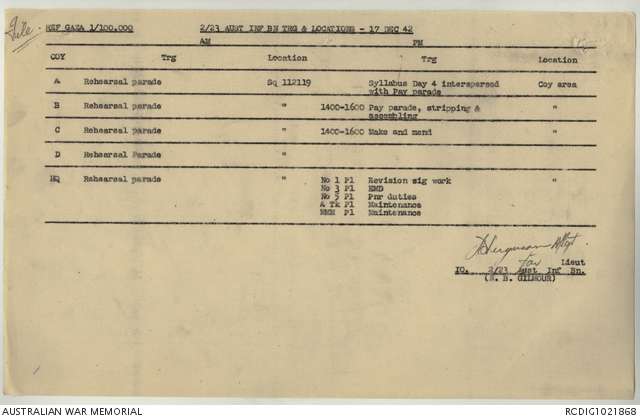 File.
REF GAZA 1/100,000 2/23 AUST INF BN TRG & LOCATIONS - 17 DEC 42
AM PM
COY Trg Location Trg Location
A Rehearsal parade Sq 112119 Syllabus Day 4 interspersed with Pay parade Coy area
B Rehearsal parade " 1400-1600 Pay parade, stripping & assembling "
C Rehearsal parade " 1400-1600 Make and mend "
D Rehearsal Parade " "
HQ Rehearsal parade " No 1 Pl Revision sig work "
No 3 Pl EMD
No 5 Pl Pnr duties
A Tk Pl Maintenance
MMG Pl Maintenance
for Lieut
IO. 2/23 Aust Inf Bn.
(R. B. GILMOUR)
AUSTRALIAN WAR MEMORIAL RCDIG1021868